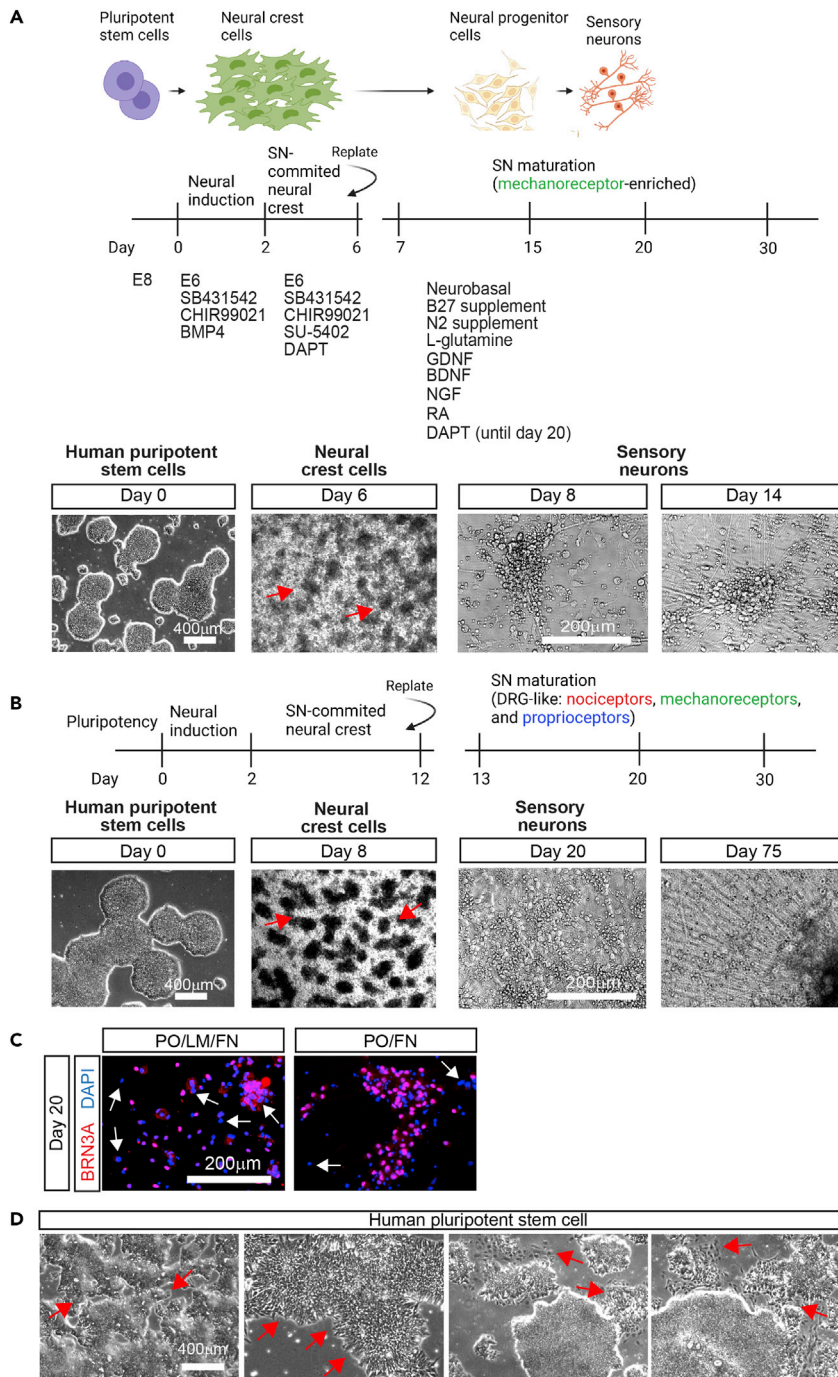 A
Pluripotent
stem cells
Neural crest
cells
Neural progenitor
cells
Sensory
neurons
Neural
induction
SN-
commited
neural
crest
Replate
SN maturation
(mechanoreceptor-enriched)
Day
0
2
6
7
15
20
30
E8
E6
SB431542
CHIR99021
BMP4
E6
SB431542
CHIR99021
SU-5402
DAPT
Neurobasal
B27 supplement
N2 supplement
L-glutamine
GDNF
BDNF
NGF
RA
DAPT (until day 20)
Human puripotent
stem cells
Neural
crest cells
Sensory
neurons
Day 0
Day 6
Day 8
Day 14
400μm
200μm
B
Pluripotency
Neural
induction
SN-commited
neural crest
Replate
SN maturation
(DRG-like: nociceptors, mechanoreceptors,
and proprioceptors)
Day
0
2
12
13
20
30
Human puripotent
stem cells
Neural
crest cells
Sensory
neurons
Day 0
Day 8
Day 20
Day 75
400μm
200μm
C
PO/LM/FN
PO/FN
Day 20
BRN3A DAPI
200μm
D
Human pluripotent stem cell
400μm